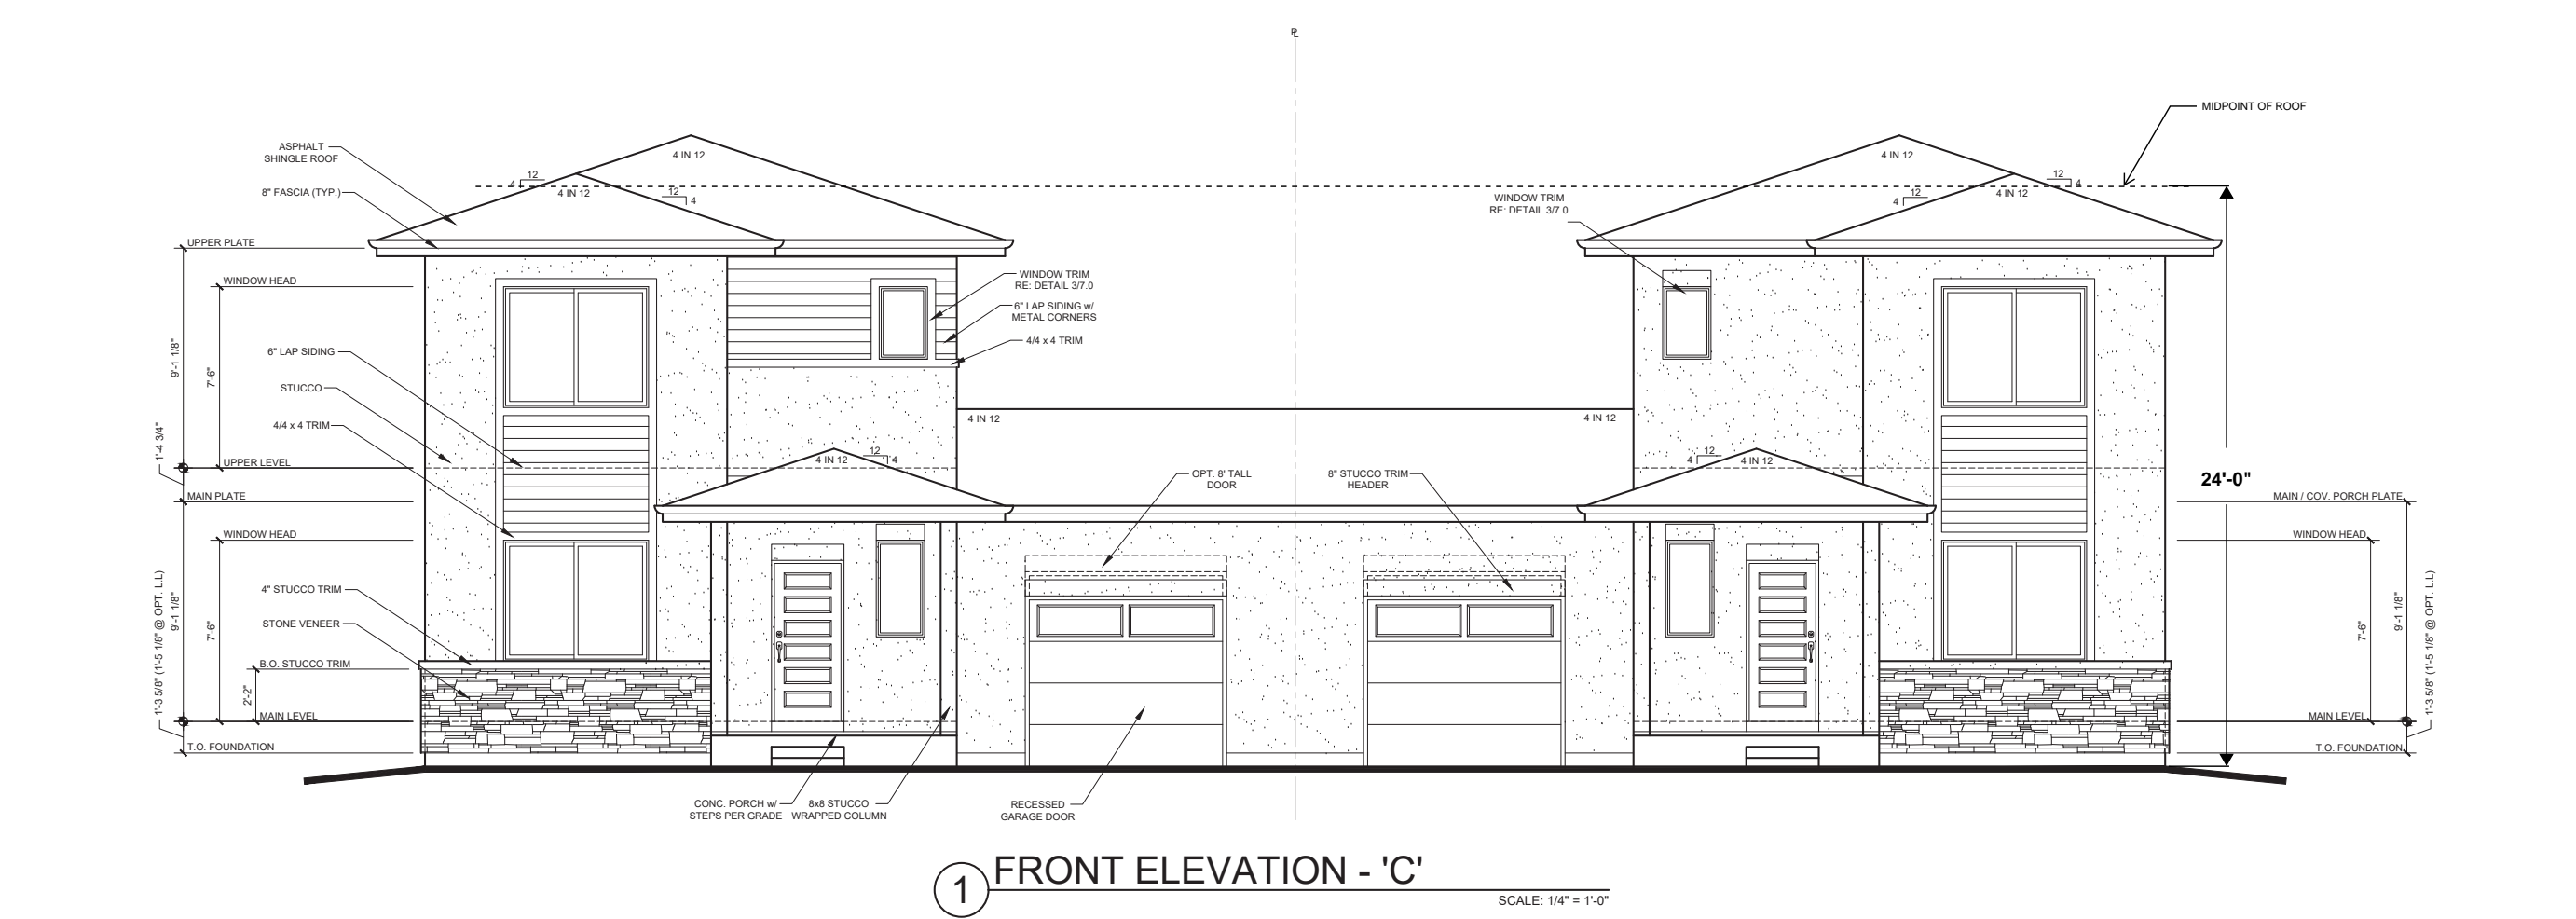 PL
MIDPOINT OF ROOF
ASPHALT
SHINGLE ROOF
8" FASCIA (TYP.)
4 IN 12
12
4
4 IN 12
12
4
4 IN 12
12
4
4 IN 12
12
4
WINDOW TRIM
RE: DETAIL 3/7.0
UPPER PLATE
WINDOW HEAD
WINDOW TRIM
RE: DETAIL 3/7.0
6" LAP SIDING w/
METAL CORNERS
4/4 x 4 TRIM
9'-1 1/8"
7'-6"
6" LAP SIDING
STUCCO
4/4 x 4 TRIM
1'-4 3/4"
UPPER LEVEL
MAIN PLATE
WINDOW HEAD
4 IN 12
4 IN 12
4 IN 12
12
4
12
4
4 IN 12
OPT. 8' TALL
DOOR
8" STUCCO TRIM
HEADER
24'-0"
MAIN / COV. PORCH PLATE
WINDOW HEAD
1'-3 5/8" (1'-5 1/8" @ OPT. L.L)
9'-1 1/8"
7'-6"
4" STUCCO TRIM
STONE VENEER
B.O. STUCCO TRIM
2'-2"
MAIN LEVEL
T.O. FOUNDATION
7'-6"
9'-1 1/8"
1'-3 5/8" (1'-5 1/8" @ OPT. L.L)
MAIN LEVEL
T.O. FOUNDATION
CONC. PORCH w/
STEPS PER GRADE
8x8 STUCCO
WRAPPED COLUMN
RECESSED
GARAGE DOOR
1
FRONT ELEVATION - 'C'
SCALE: 1/4" = 1'-0"